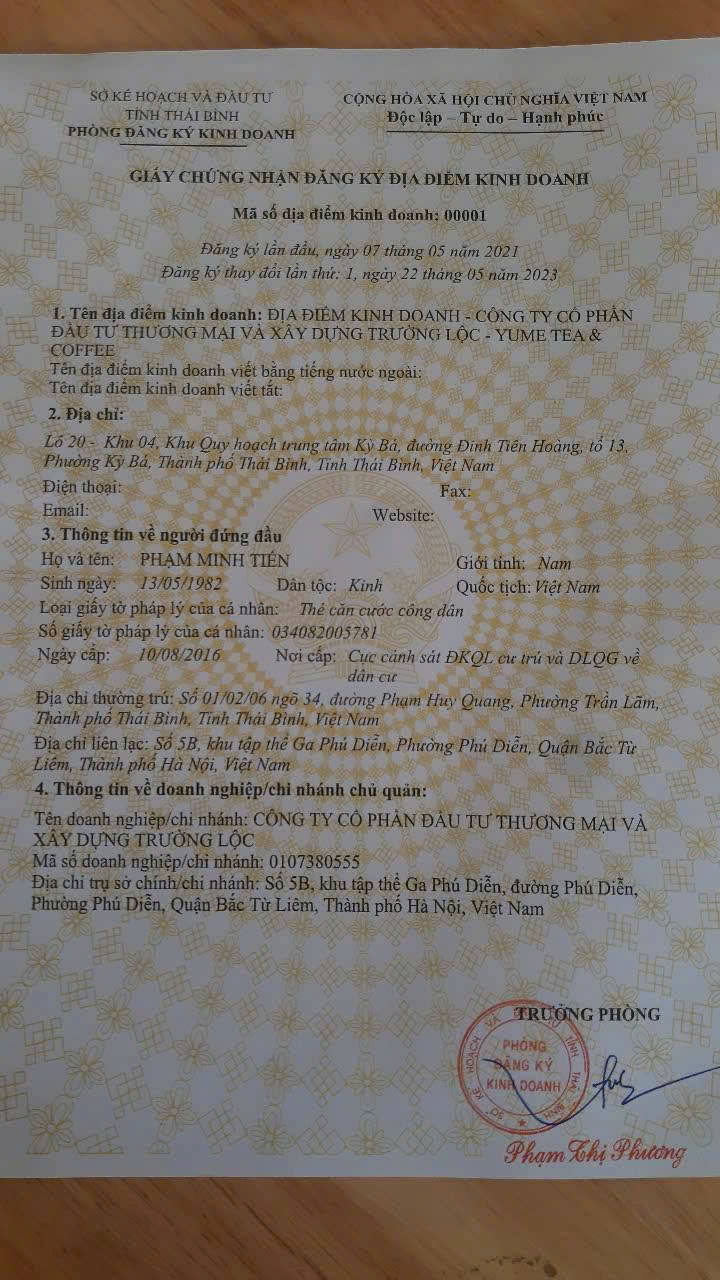 SỞ KẾ HOẠCH VÀ ĐẦU TƯ
TỈNH THÁI BÌNH
PHÒNG ĐĂNG KÝ KINH DOANH
CỘNG HÒA XÃ HỘI CHỦ NGHĨA VIỆT NAM
Độc lập – Tự do – Hạnh phúc
GIẤY CHỨNG NHẬN ĐĂNG KÝ ĐỊA ĐIỂM KINH DOANH
Mã số địa điểm kinh doanh: 00001
Đăng ký lần đầu, ngày 07 tháng 05 năm 2021
Đăng ký thay đổi lần thứ: 1, ngày 22 tháng 05 năm 2023
1. Tên địa điểm kinh doanh: ĐỊA ĐIỂM KINH DOANH - CÔNG TY CỔ PHẦN
ĐẦU TƯ THƯƠNG MẠI VÀ XÂY DỰNG TRƯỜNG LỘC - YUME TEA &
COFFEE
Tên địa điểm kinh doanh viết bằng tiếng nước ngoài:
Tên địa điểm kinh doanh viết tắt:
2. Địa chỉ:
Lô 20 - Khu 04, Khu Quy hoạch trung tâm Kỳ Bá, đường Đinh Tiên Hoàng, tổ 13,
Phường Kỳ Bá, Thành phố Thái Bình, Tỉnh Thái Bình, Việt Nam
Điện thoại: Fax:
Email: Website:
3. Thông tin về người đứng đầu
Họ và tên: PHẠM MINH TIẾN Giới tính: Nam
Sinh ngày: 13/05/1982 Dân tộc: Kinh Quốc tịch: Việt Nam
Loại giấy tờ pháp lý của cá nhân: Thẻ căn cước công dân
Số giấy tờ pháp lý của cá nhân: 034082005781
Ngày cấp: 10/08/2016 Nơi cấp: Cục cảnh sát ĐKQL cư trú và DLQG về
dân cư
Địa chỉ thường trú: Số 01/02/06 ngõ 34, đường Phạm Huy Quang, Phường Trần Lãm,
Thành phố Thái Bình, Tỉnh Thái Bình, Việt Nam
Địa chỉ liên lạc: Số 5B, khu tập thể Ga Phú Diễn, Phường Phú Diễn, Quận Bắc Từ
Liêm, Thành phố Hà Nội, Việt Nam
4. Thông tin về doanh nghiệp/chi nhánh chủ quản:
Tên doanh nghiệp/chi nhánh: CÔNG TY CỔ PHẦN ĐẦU TƯ THƯƠNG MẠI VÀ
XÂY DỰNG TRƯỜNG LỘC
Mã số doanh nghiệp/chi nhánh: 0107380555
Địa chỉ trụ sở chính/chi nhánh: Số 5B, khu tập thể Ga Phú Diễn, đường Phú Diễn,
Phường Phú Diễn, Quận Bắc Từ Liêm, Thành phố Hà Nội, Việt Nam
TRƯỞNG PHÒNG
SỞ KẾ HOẠCH VÀ ĐẦU TƯ TỈNH THÁI BÌNH
PHÒNG
ĐĂNG KÝ
KINH DOANH
Phạm Thị Phương